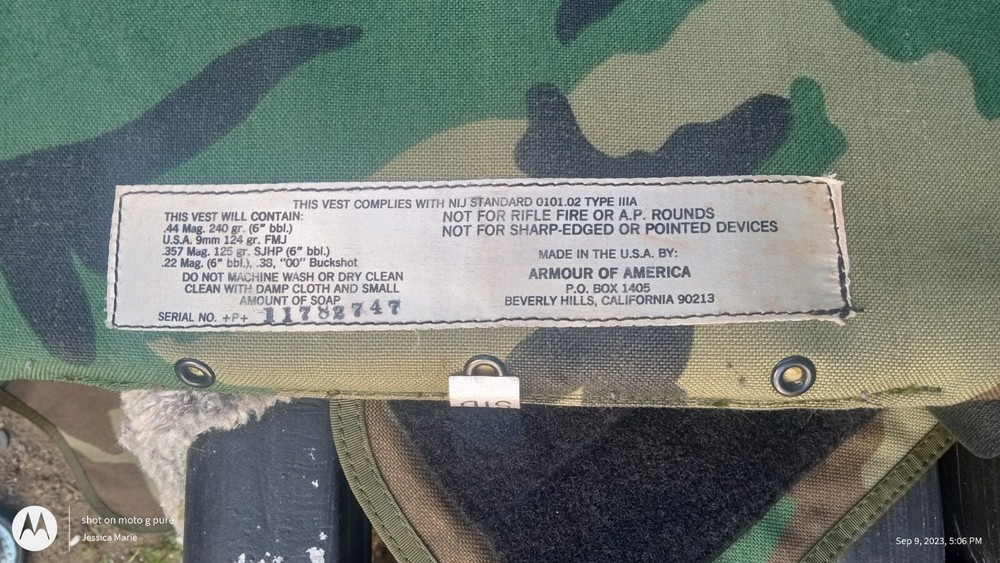 THIS VEST COMPLIES WITH NIJ STANDARD 0101.02 TYPE IIIA
THIS VEST WILL CONTAIN:
.44 Mag. 240 gr. (6" bbl.)
U.S.A. 9mm 124 gr. FMJ
.357 Mag. 125 gr. SJHP (6" bbl.)
.22 Mag. (6" bbl.), .38, "00" Buckshot
DO NOT MACHINE WASH OR DRY CLEAN
CLEAN WITH DAMP CLOTH AND SMALL
AMOUNT OF SOAP
SERIAL NO. +P+ 11782747
NOT FOR RIFLE FIRE OR A.P. ROUNDS
NOT FOR SHARP-EDGED OR POINTED DEVICES
MADE IN THE U.S.A. BY:
ARMOUR OF AMERICA
P.O. BOX 1405
BEVERLY HILLS, CALIFORNIA 90213
shot on moto g pure
Jessica Marie
Sep 9, 2023, 5:06 PM